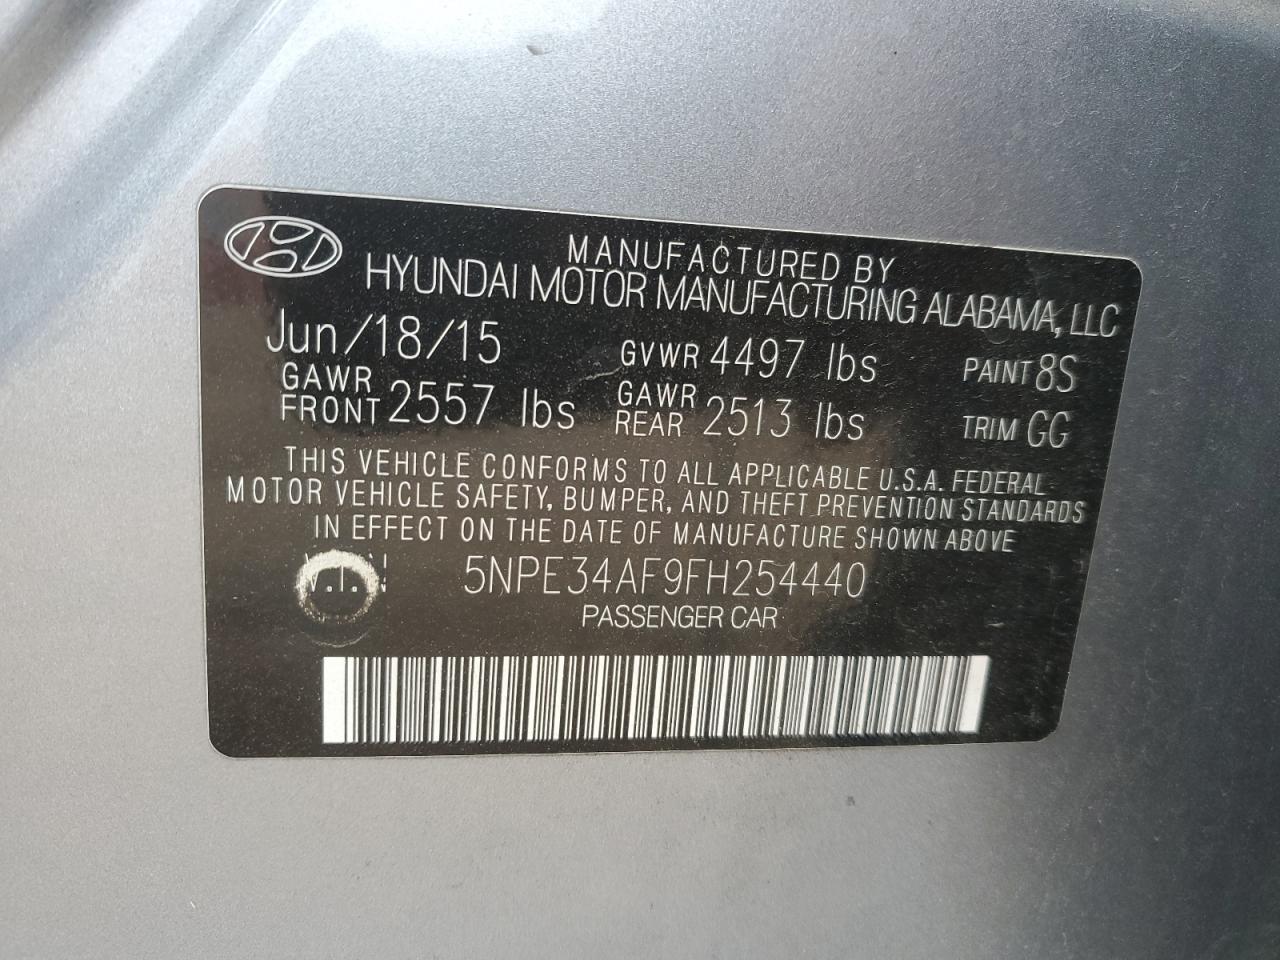 MANUFACTURED BY
HYUNDAI MOTOR MANUFACTURING ALABAMA, LLC
Jun/18/15 GVWR 4497 lbs PAINT 8S
GAWR FRONT 2557 lbs GAWR REAR 2513 lbs TRIM GG
THIS VEHICLE CONFORMS TO ALL APPLICABLE U.S.A. FEDERAL
MOTOR VEHICLE SAFETY, BUMPER, AND THEFT PREVENTION STANDARDS
IN EFFECT ON THE DATE OF MANUFACTURE SHOWN ABOVE
V.I.N 5NPE34AF9FH254440
PASSENGER CAR